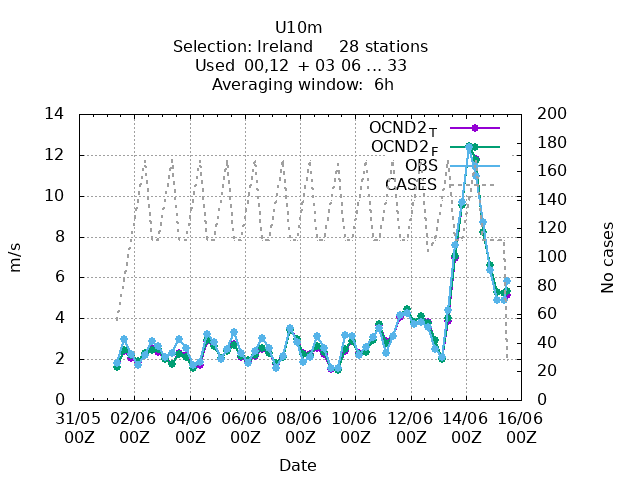 U10m
Selection: Ireland     28 stations
Used  00,12  + 03 06 ... 33
Averaging window:  6h
14 200
12 180
10 160
8 140
6 120
4 100
2 80
0 60
40
20
0
OCND2_T
OCND2_F
OBS
CASES
m/s
No cases
31/05 02/06 04/06 06/06 08/06 10/06 12/06 14/06 16/06
00Z 00Z 00Z 00Z 00Z 00Z 00Z 00Z 00Z
Date